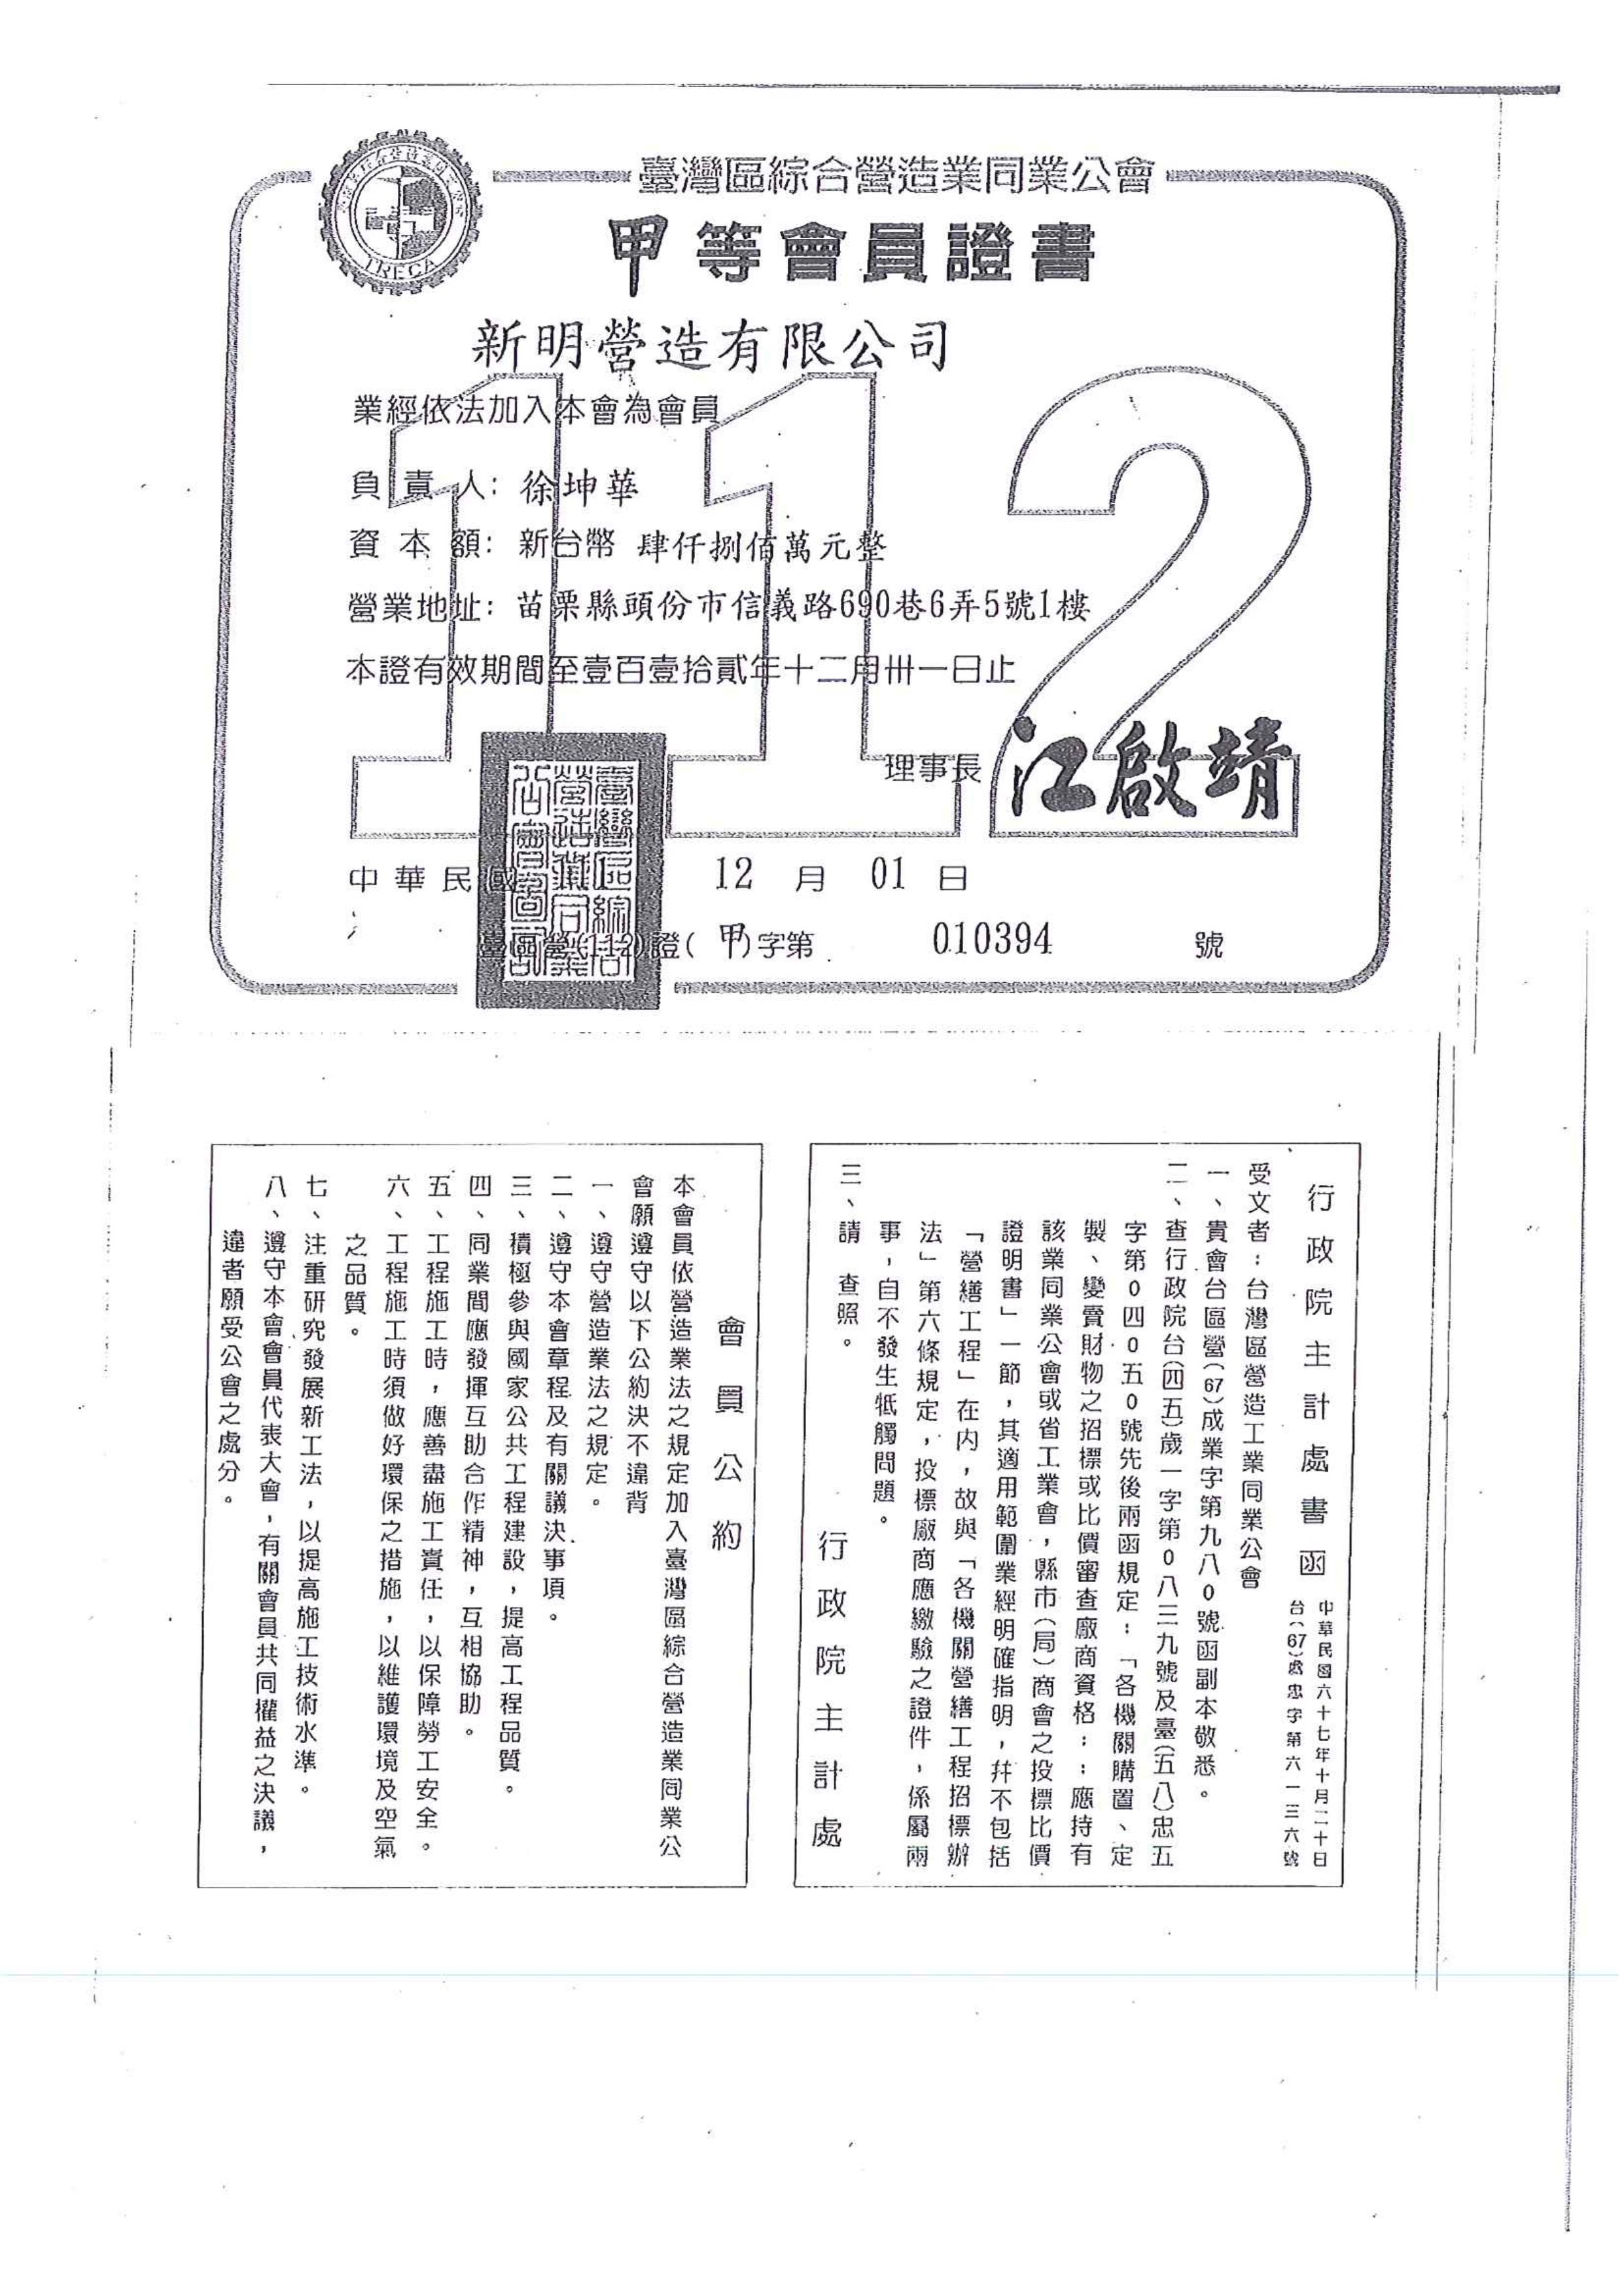 臺灣區綜合營造業同業公會
TRECA
甲等會員證書
新明營造有限公司
業經依法加入本會為會員
負責人：徐坤華
資本額：新台幣 肆仟捌佰萬元整
營業地址：苗栗縣頭份市信義路690巷6弄5號1樓
本證有效期間至壹百壹拾貳年十二月卅一日止
112
理事長 江啟靖
中華民國 12 月 01 日
臺區營(112)證(甲)字第 010394 號
行政院主計處書函
中華民國六十七年十月二十日
台(67)處忠字第六一三六號
受文者：台灣區營造工業同業公會
一、貴會台區營(67)成業字第九八0號函副本敬悉。
二、查行政院台(四五)歲一字第0八三九號及臺(五八)忠五
字第0四0五0號先後兩函規定：「各機關購置、定
製、變賣財物之招標或比價審查廠商資格：：應持有
該業同業公會或省工業會，縣市(局)商會之投標比價
證明書」一節，其適用範圍業經明確指明，幷不包括
「營繕工程」在內，故與「各機關營繕工程招標辦
法」第六條規定，投標廠商應繳驗之證件，係屬兩
事，自不發生牴觸問題。
三、請 查照。
行政院主計處
會員公約
本會員依營造業法之規定加入臺灣區綜合營造業同業公
會願遵守以下公約決不違背
一、遵守營造業法之規定。
二、遵守本會章程及有關議決事項。
三、積極參與國家公共工程建設，提高工程品質。
四、同業間應發揮互助合作精神，互相協助。
五、工程施工時，應善盡施工責任，以保障勞工安全。
六、工程施工時須做好環保之措施，以維護環境及空氣
之品質。
七、注重研究發展新工法，以提高施工技術水準。
八、遵守本會會員代表大會，有關會員共同權益之決議，
違者願受公會之處分。